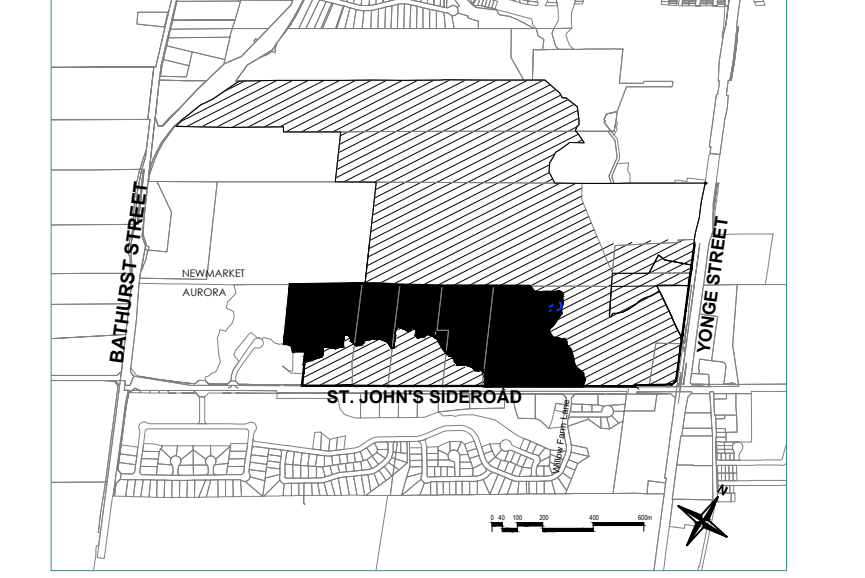 BATHURST STREET
NEWMARKET
AURORA
YONGE STREET
ST. JOHN'S SIDEROAD
Willow Farm Lane
N
0 40 100 200 400 600m